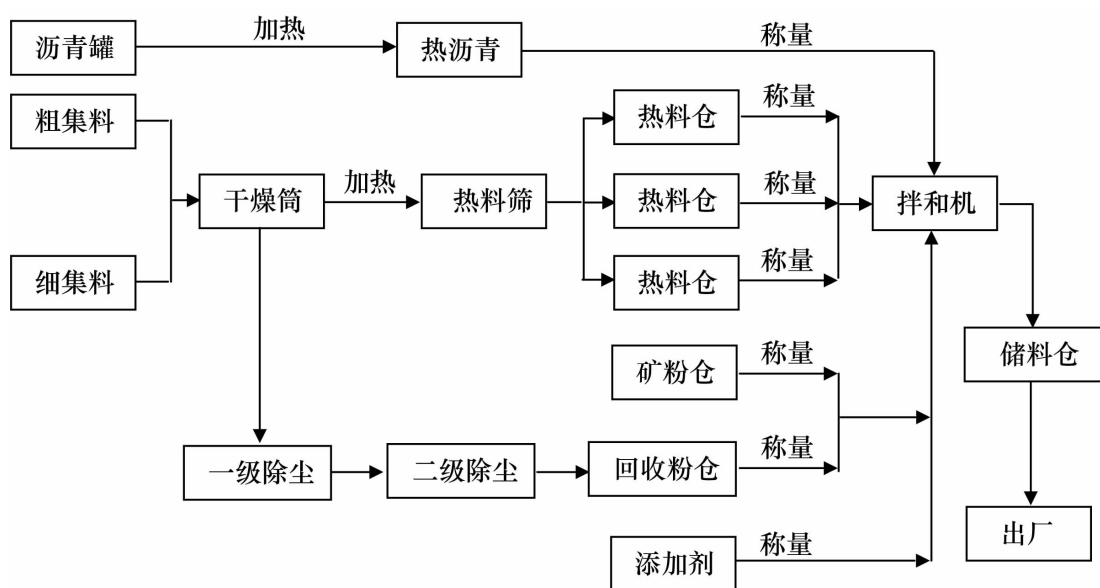 沥青罐
加热
热沥青
称量
粗集料
热料仓
称量
干燥筒
加热
热料筛
热料仓
称量
拌和机
细集料
热料仓
称量
储料仓
矿粉仓
称量
一级除尘
二级除尘
回收粉仓
称量
出厂
添加剂
称量